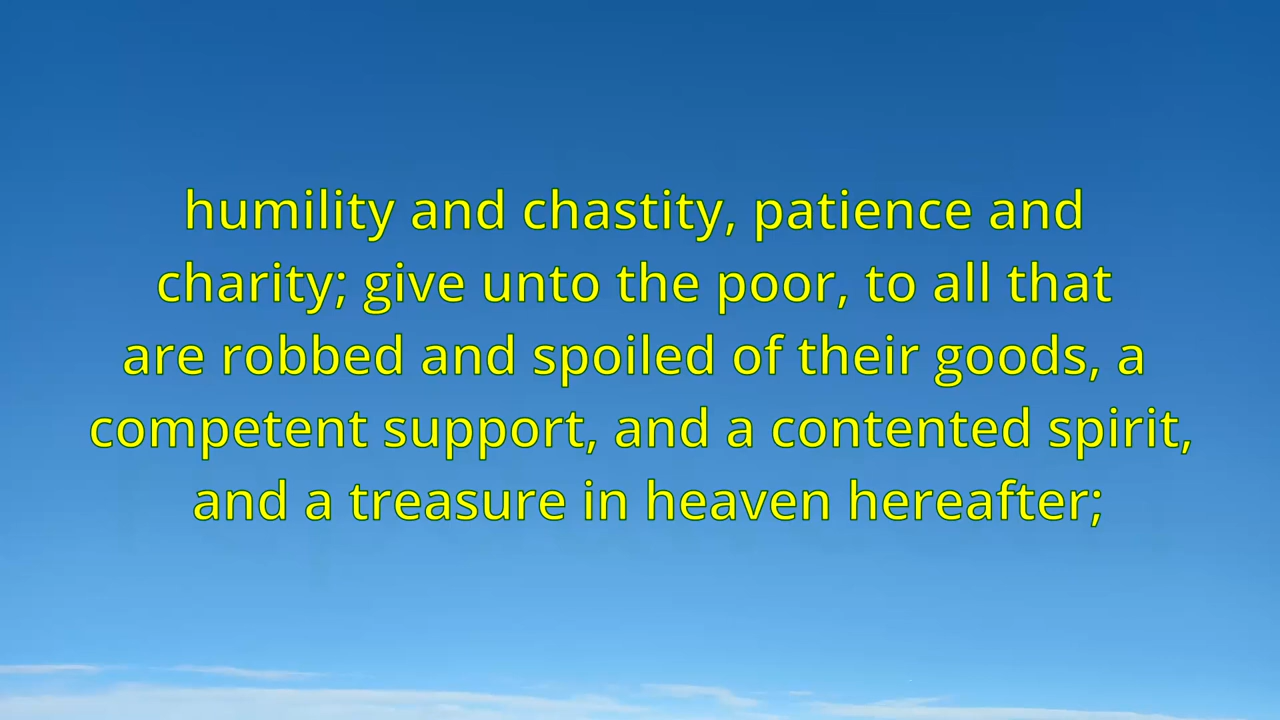 humility and chastity, patience and
charity; give unto the poor, to all that
are robbed and spoiled of their goods, a
competent support, and a contented spirit,
and a treasure in heaven hereafter;